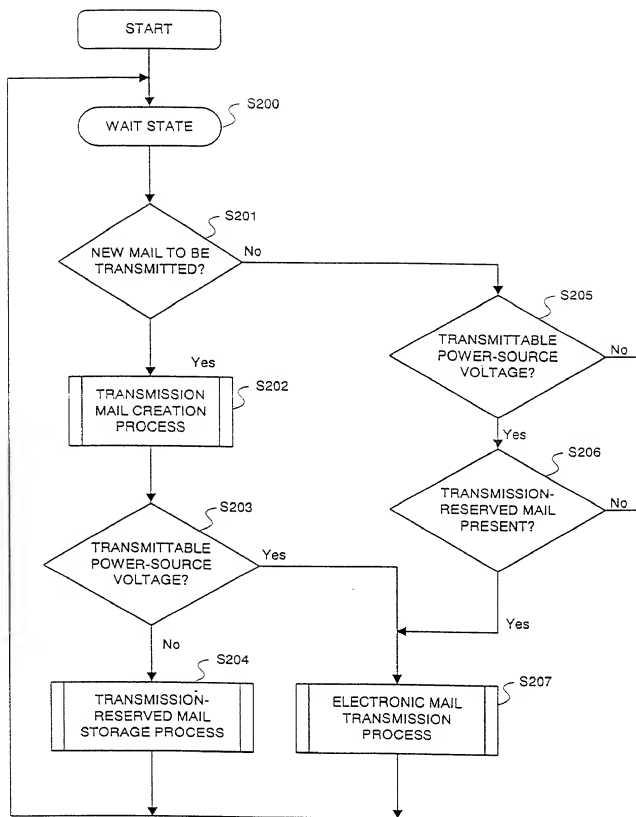 START
WAIT STATE
S200
NEW MAIL TO BE
TRANSMITTED?
S201
No
Yes
TRANSMISSION
MAIL CREATION
PROCESS
S202
TRANSMITTABLE
POWER-SOURCE
VOLTAGE?
S203
Yes
No
TRANSMISSION-
RESERVED MAIL
STORAGE PROCESS
S204
TRANSMITTABLE
POWER-SOURCE
VOLTAGE?
S205
No
Yes
TRANSMISSION-
RESERVED MAIL
PRESENT?
S206
No
Yes
ELECTRONIC MAIL
TRANSMISSION
PROCESS
S207